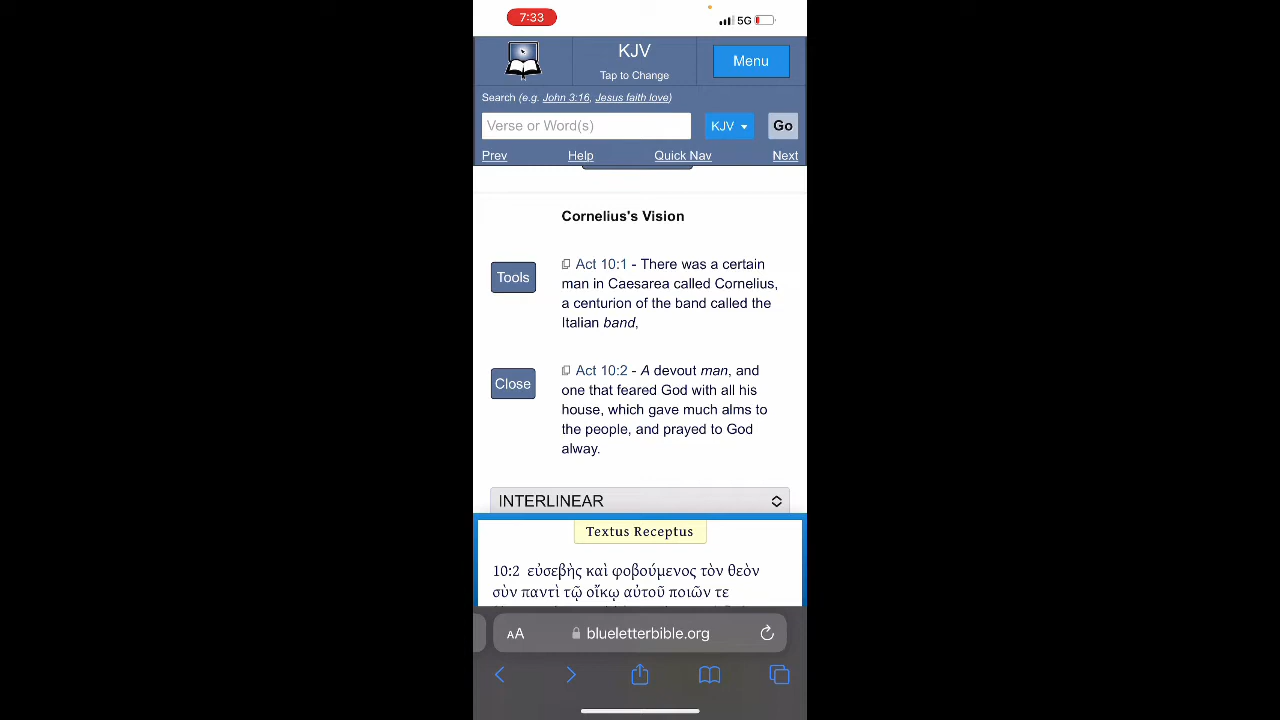 7:33
5G
KJV
Tap to Change
Menu
Search (e.g. John 3:16, Jesus faith love)
Verse or Word(s)
KJV
Go
Prev
Help
Quick Nav
Next
Cornelius's Vision
Tools
Act 10:1 - There was a certain
man in Caesarea called Cornelius,
a centurion of the band called the
Italian band,
Close
Act 10:2 - A devout man, and
one that feared God with all his
house, which gave much alms to
the people, and prayed to God
alway.
INTERLINEAR
Textus Receptus
10:2 εὐσεβὴς καὶ φοβούμενος τὸν θεὸν
σὺν παντὶ τῷ οἴκῳ αὐτοῦ ποιῶν τε
AA
blueletterbible.org